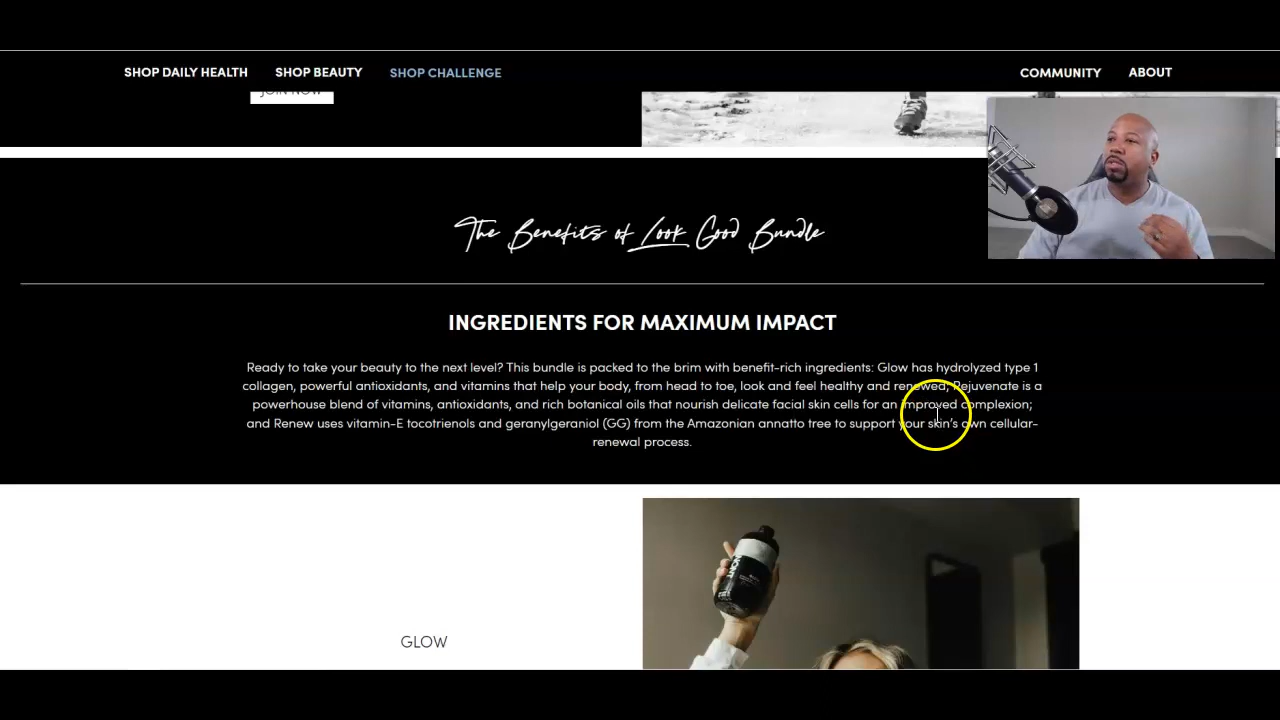 SHOP DAILY HEALTH SHOP BEAUTY SHOP CHALLENGE COMMUNITY ABOUT
JOIN NOW
The Benefits of Look Good Bundle
INGREDIENTS FOR MAXIMUM IMPACT
Ready to take your beauty to the next level? This bundle is packed to the brim with benefit-rich ingredients: Glow has hydrolyzed type 1
collagen, powerful antioxidants, and vitamins that help your body, from head to toe, look and feel healthy and renewed; Rejuvenate is a
powerhouse blend of vitamins, antioxidants, and rich botanical oils that nourish delicate facial skin cells for an improved complexion;
and Renew uses vitamin-E tocotrienols and geranylgeraniol (GG) from the Amazonian annatto tree to support your skin's own cellular-
renewal process.
GLOW